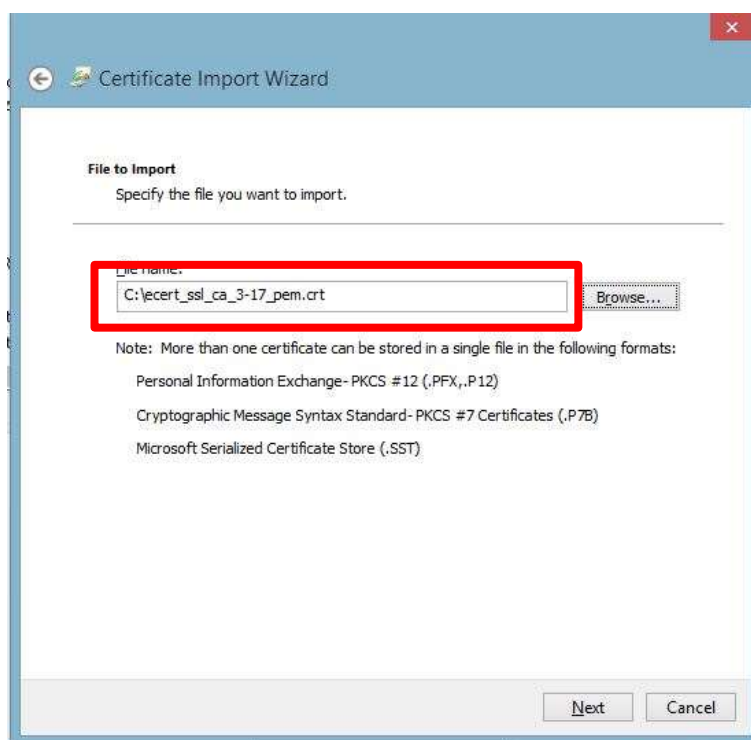 Certificate Import Wizard
File to Import
Specify the file you want to import.
File name:
C:\ecert_ssl_ca_3-17_pem.crt
Browse...
Note: More than one certificate can be stored in a single file in the following formats:
Personal Information Exchange- PKCS #12 (.PFX,.P12)
Cryptographic Message Syntax Standard- PKCS #7 Certificates (.P7B)
Microsoft Serialized Certificate Store (.SST)
Next
Cancel